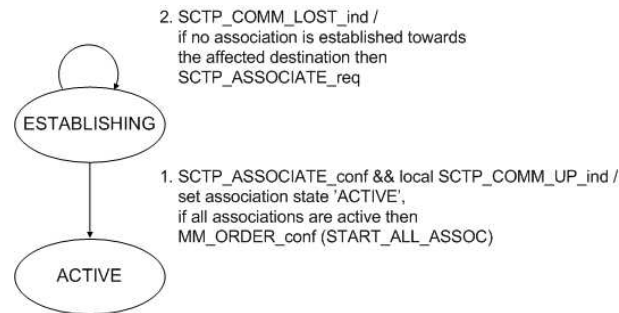 2. SCTP_COMM_LOST_ind /
if no association is established towards
the affected destination then
SCTP_ASSOCIATE_req
ESTABLISHING
1. SCTP_ASSOCIATE_conf && local SCTP_COMM_UP_ind /
set association state 'ACTIVE',
if all associations are active then
MM_ORDER_conf (START_ALL_ASSOC)
ACTIVE